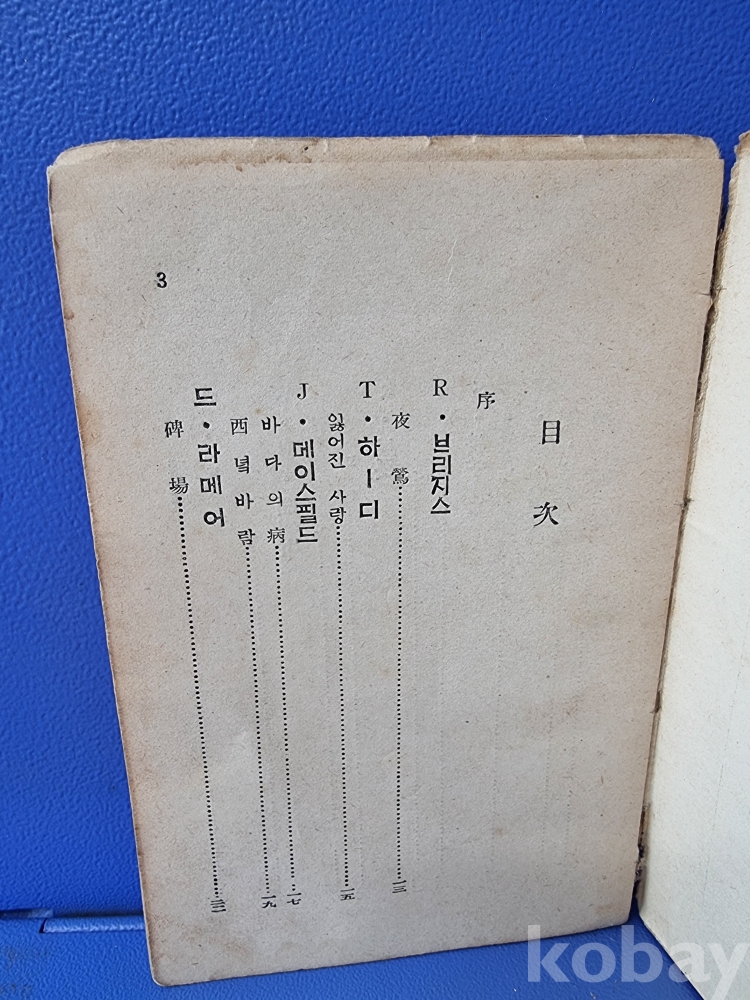 目次
序
R·브리지스
夜鶯……一三
T·하ー디
잃어진 사랑……一五
J·메이스필드
바다의 病……一七
西녘바람……一九
드·라메어
碑場……二二
3
kobay